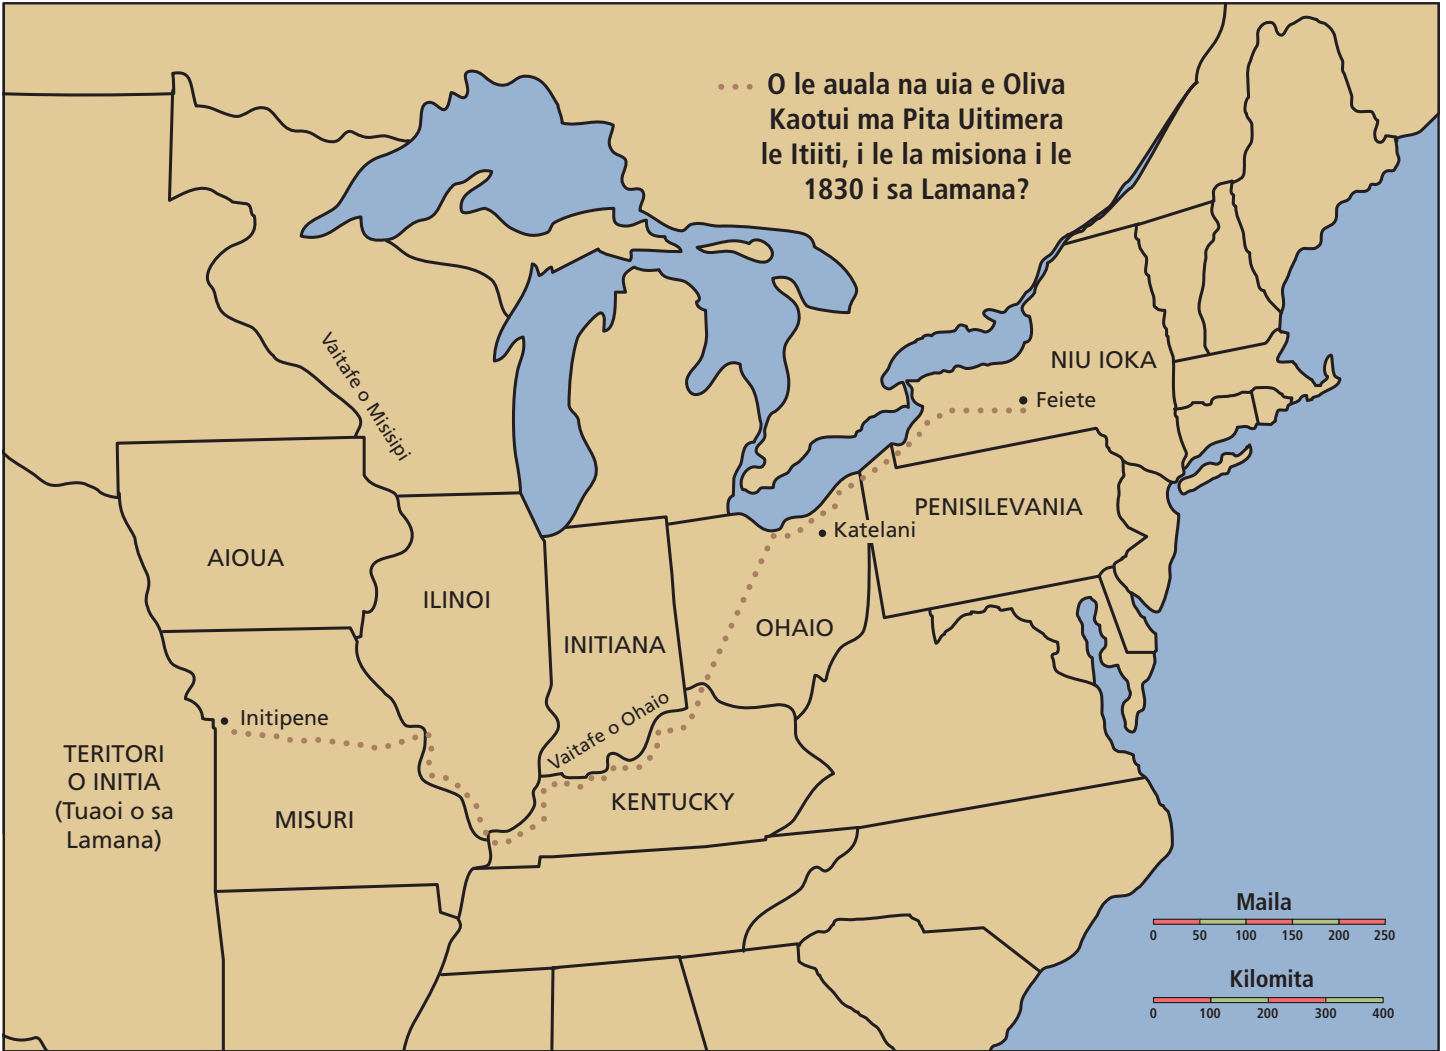 O le auala na uia e Oliva
Kaotui ma Pita Uitimera
le Itiiti, i le la misiona i le
1830 i sa Lamana?
Vaitafe o Misisipi
NIU IOKA
Feiete
PENISILEVANIA
Katelani
AIOUA
ILINOI
INITIANA
OHAIO
Vaitafe o Ohaio
Initipene
TERITORI
O INITIA
(Tuaoi o sa
Lamana)
MISURI
KENTUCKY
Maila
0 50 100 150 200 250
Kilomita
0 100 200 300 400